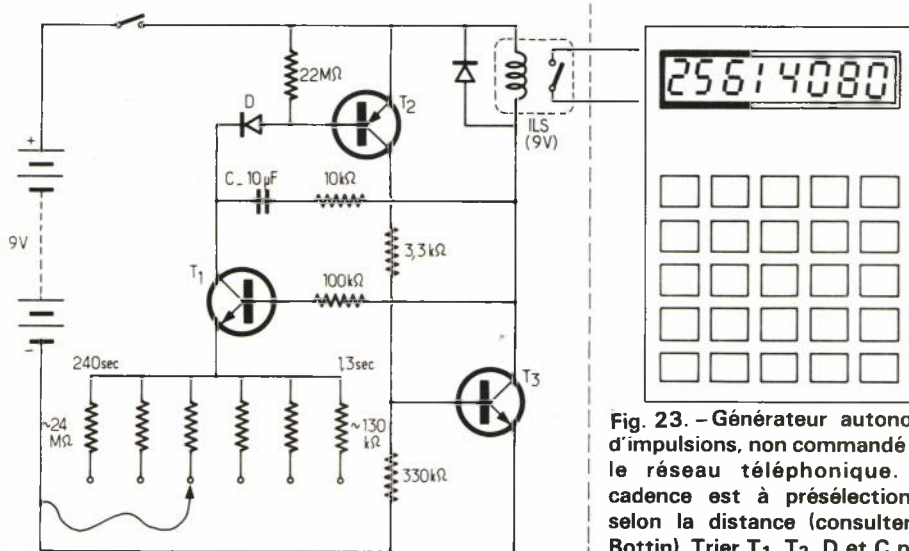 22MΩ
D
T2
ILS
(9V)
25614080
+
C_ 10µF
10kΩ
9V
3,3kΩ
T1
100kΩ
-
240sec
1,3sec
T3
~24
MΩ
~130
kΩ
330kΩ
Fig. 23. – Générateur autono
d'impulsions, non commandé
le réseau téléphonique.
cadence est à présélection
selon la distance (consulter
Bottin). Trier T1, T2, D et C p